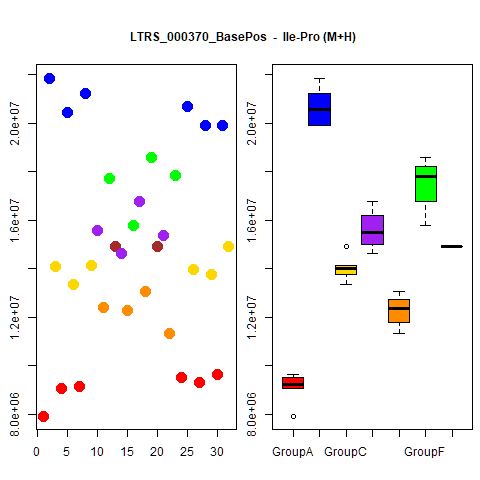 LTRS_000370_BasePos - Ile-Pro (M+H)
2.0e+07
1.6e+07
1.2e+07
8.0e+06
0 5 10 15 20 25 30
2.0e+07
1.6e+07
1.2e+07
8.0e+06
GroupA GroupC GroupF